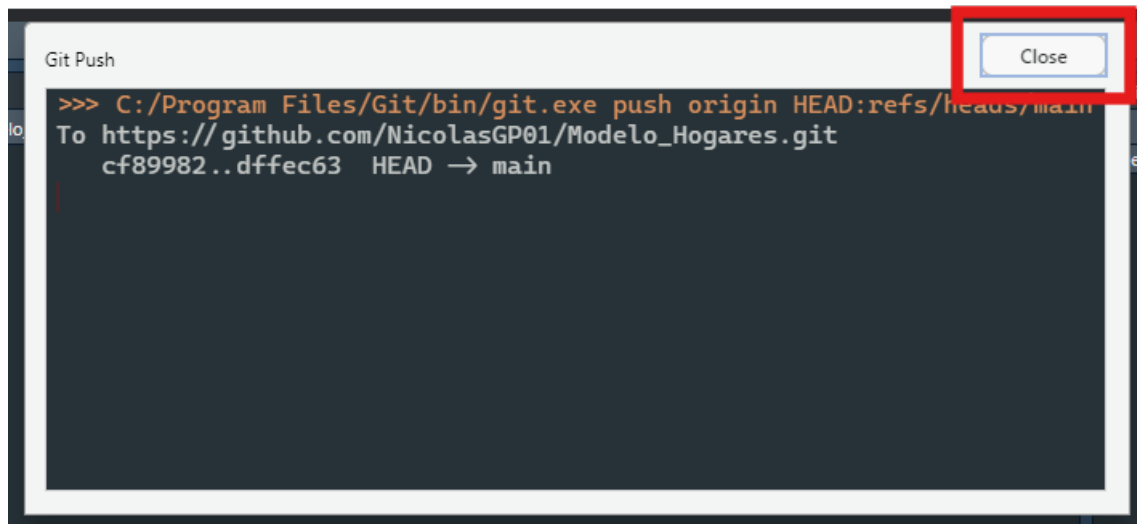 Git Push
Close
>>> C:/Program Files/Git/bin/git.exe push origin HEAD:refs/heads/main
To https://github.com/NicolasGP01/Modelo_Hogares.git
cf89982..dffec63  HEAD -> main
lo